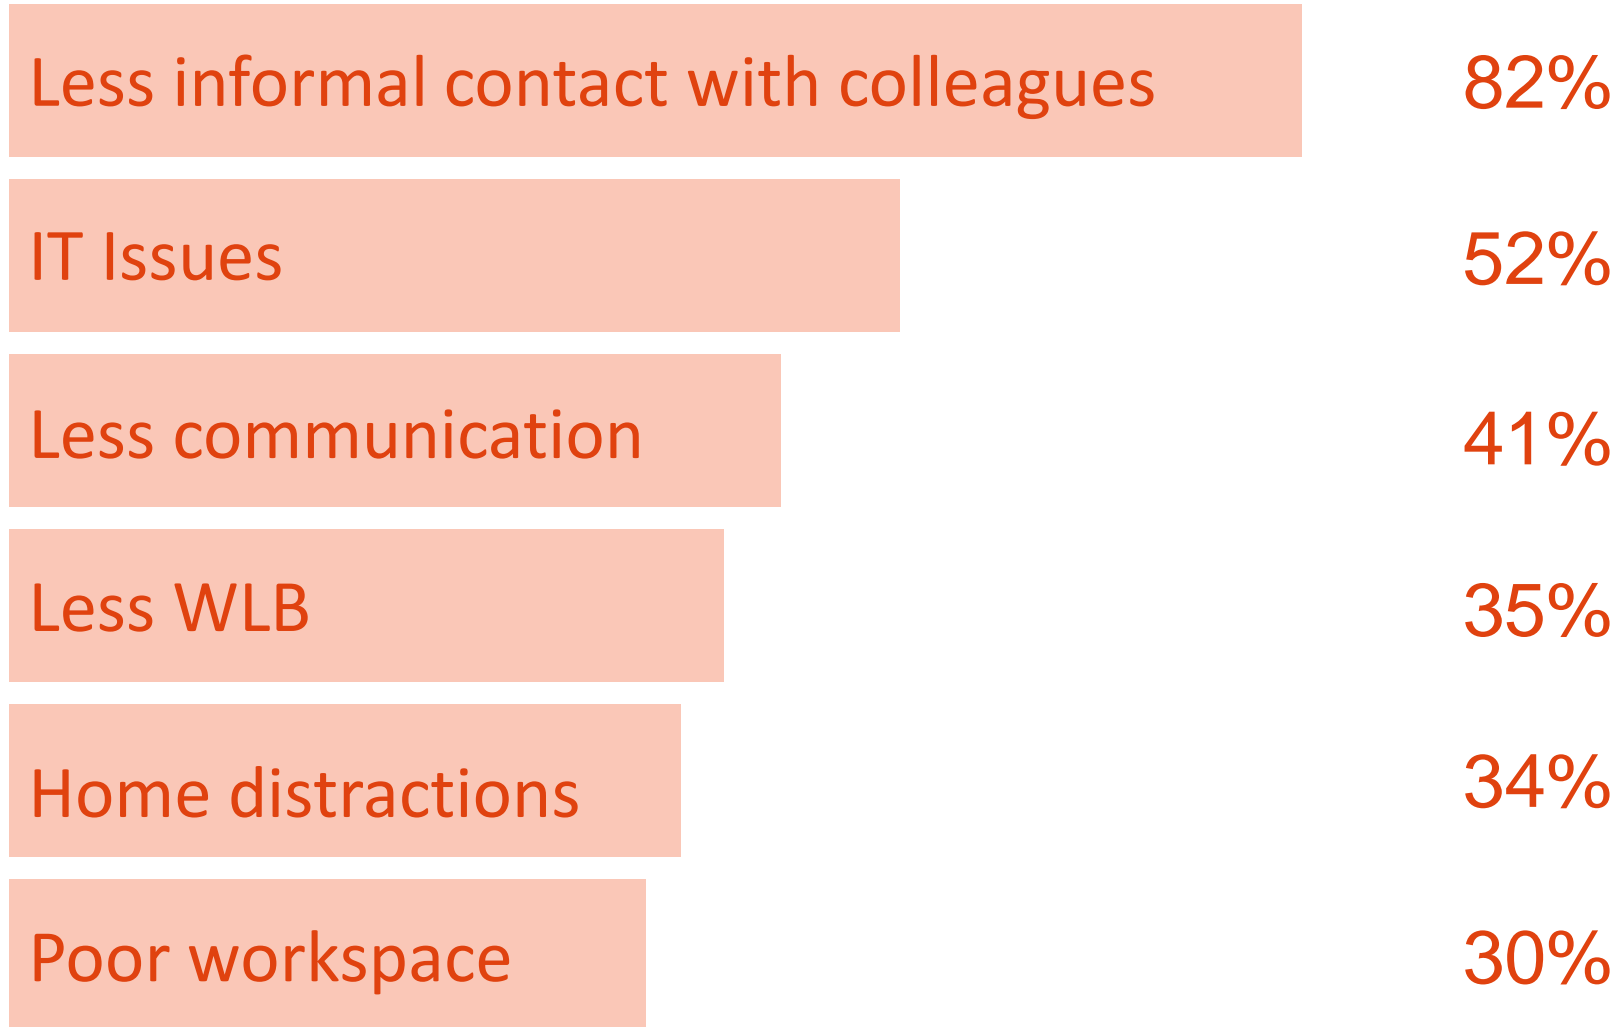 Less informal contact with colleagues 82%
IT Issues 52%
Less communication 41%
Less WLB 35%
Home distractions 34%
Poor workspace 30%